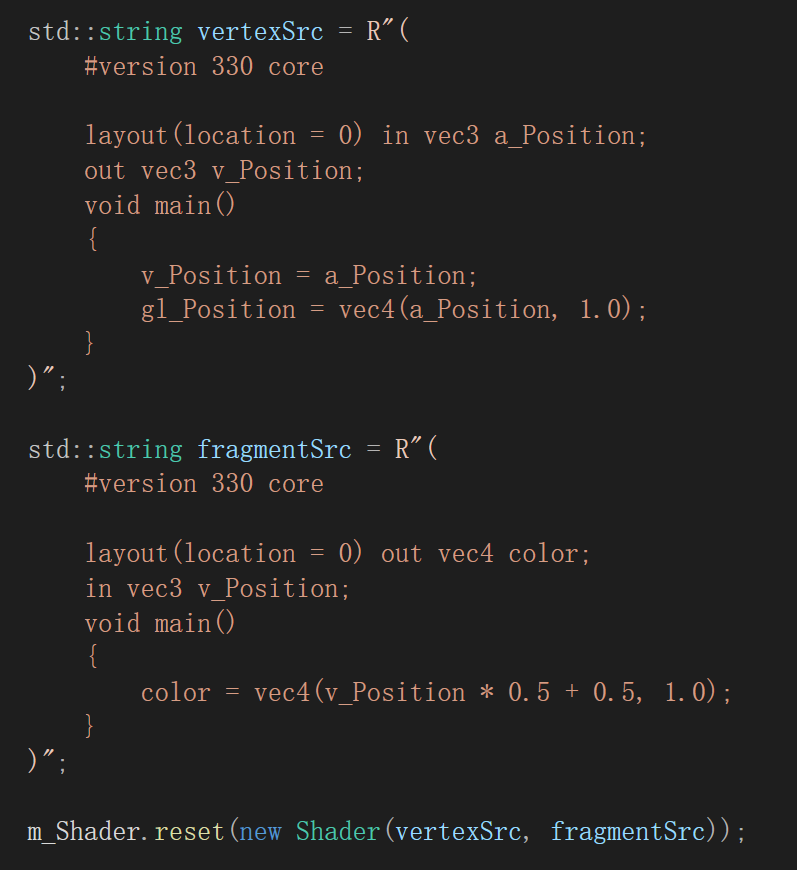 std::string vertexSrc = R"(
    #version 330 core

    layout(location = 0) in vec3 a_Position;
    out vec3 v_Position;
    void main()
    {
        v_Position = a_Position;
        gl_Position = vec4(a_Position, 1.0);
    }
)";

std::string fragmentSrc = R"(
    #version 330 core

    layout(location = 0) out vec4 color;
    in vec3 v_Position;
    void main()
    {
        color = vec4(v_Position * 0.5 + 0.5, 1.0);
    }
)";

m_Shader.reset(new Shader(vertexSrc, fragmentSrc));